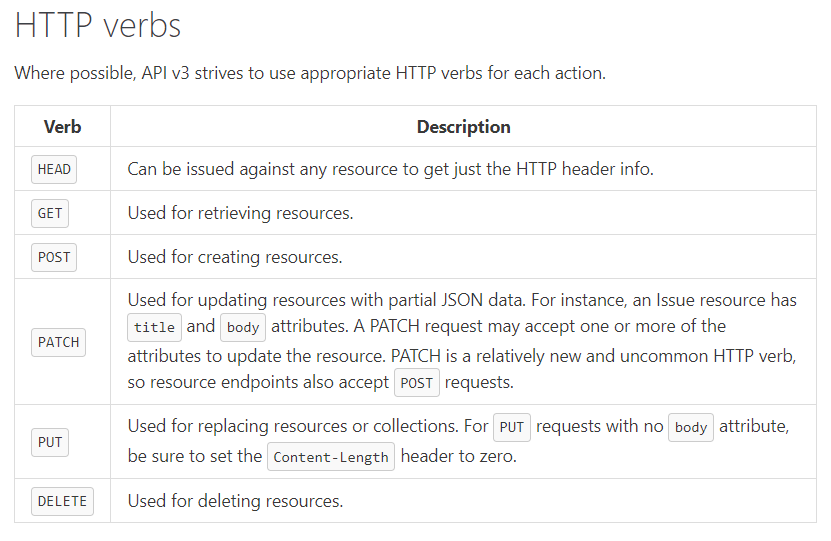 HTTP verbs
Where possible, API v3 strives to use appropriate HTTP verbs for each action.
Verb Description
HEAD Can be issued against any resource to get just the HTTP header info.
GET Used for retrieving resources.
POST Used for creating resources.
Used for updating resources with partial JSON data. For instance, an Issue resource has
title and body attributes. A PATCH request may accept one or more of the
PATCH
attributes to update the resource. PATCH is a relatively new and uncommon HTTP verb,
so resource endpoints also accept POST requests.
Used for replacing resources or collections. For PUT requests with no body attribute,
PUT
be sure to set the Content-Length header to zero.
DELETE Used for deleting resources.